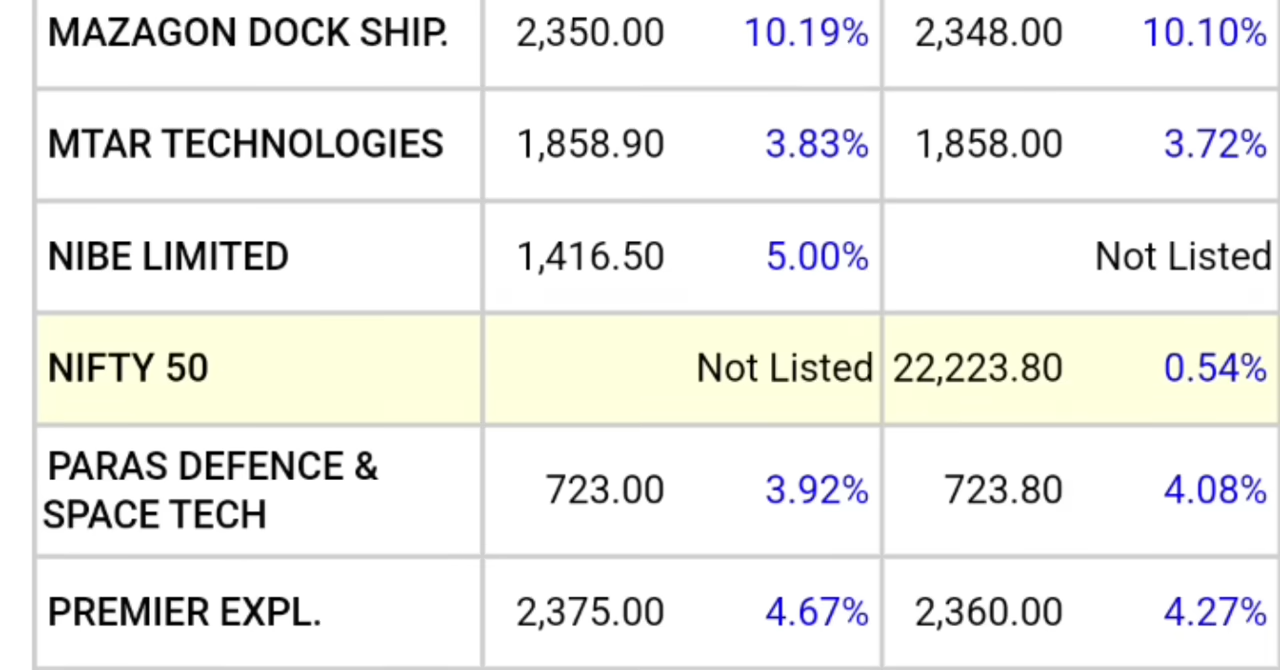 MAZAGON DOCK SHIP. 2,350.00 10.19% 2,348.00 10.10%
MTAR TECHNOLOGIES 1,858.90 3.83% 1,858.00 3.72%
NIBE LIMITED 1,416.50 5.00% Not Listed
NIFTY 50 Not Listed 22,223.80 0.54%
PARAS DEFENCE &
SPACE TECH 723.00 3.92% 723.80 4.08%
PREMIER EXPL. 2,375.00 4.67% 2,360.00 4.27%